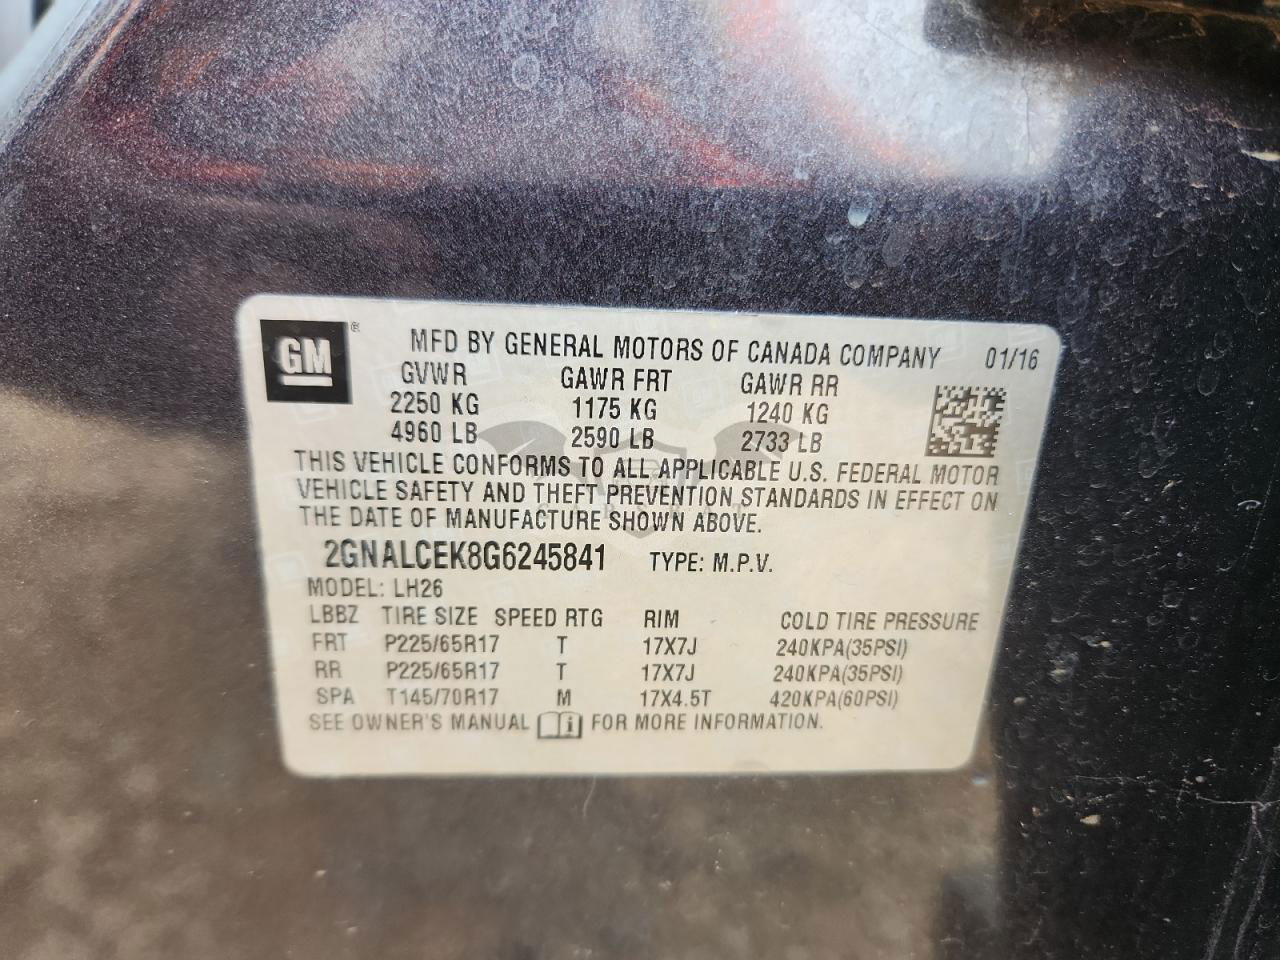 GM ®
MFD BY GENERAL MOTORS OF CANADA COMPANY 01/16
GVWR GAWR FRT GAWR RR
2250 KG 1175 KG 1240 KG
4960 LB 2590 LB 2733 LB
THIS VEHICLE CONFORMS TO ALL APPLICABLE U.S. FEDERAL MOTOR
VEHICLE SAFETY AND THEFT PREVENTION STANDARDS IN EFFECT ON
THE DATE OF MANUFACTURE SHOWN ABOVE.
2GNALCEK8G6245841 TYPE: M.P.V.
MODEL: LH26
LBBZ TIRE SIZE SPEED RTG RIM COLD TIRE PRESSURE
FRT P225/65R17 T 17X7J 240KPA(35PSI)
RR P225/65R17 T 17X7J 240KPA(35PSI)
SPA T145/70R17 M 17X4.5T 420KPA(60PSI)
SEE OWNER'S MANUAL FOR MORE INFORMATION.